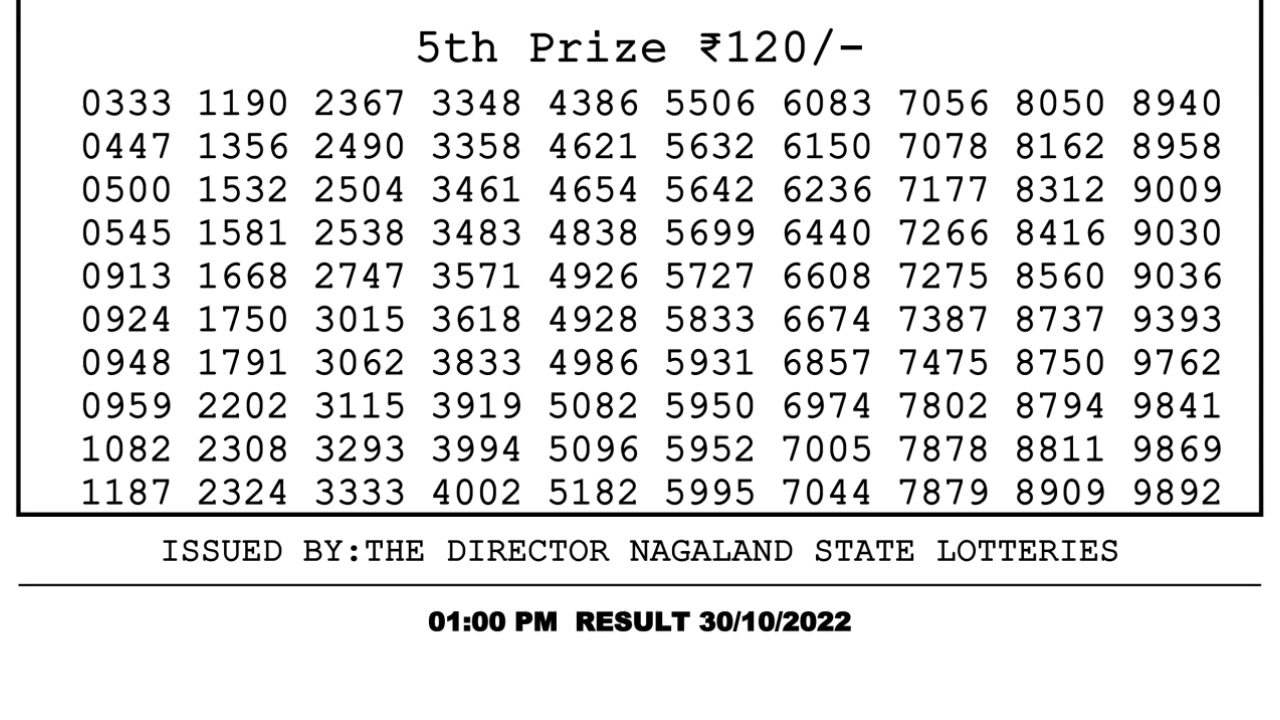 5th Prize ₹120/-
0333 1190 2367 3348 4386 5506 6083 7056 8050 8940
0447 1356 2490 3358 4621 5632 6150 7078 8162 8958
0500 1532 2504 3461 4654 5642 6236 7177 8312 9009
0545 1581 2538 3483 4838 5699 6440 7266 8416 9030
0913 1668 2747 3571 4926 5727 6608 7275 8560 9036
0924 1750 3015 3618 4928 5833 6674 7387 8737 9393
0948 1791 3062 3833 4986 5931 6857 7475 8750 9762
0959 2202 3115 3919 5082 5950 6974 7802 8794 9841
1082 2308 3293 3994 5096 5952 7005 7878 8811 9869
1187 2324 3333 4002 5182 5995 7044 7879 8909 9892
ISSUED BY:THE DIRECTOR NAGALAND STATE LOTTERIES
01:00 PM RESULT 30/10/2022